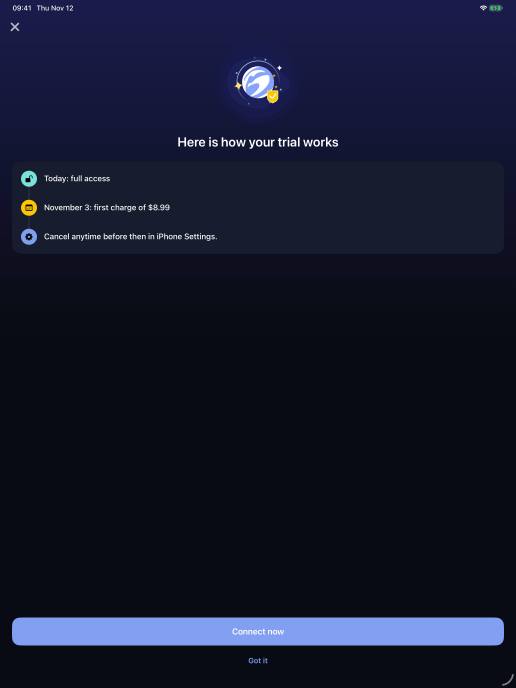 09:41 Thu Nov 12
Here is how your trial works
Today: full access
November 3: first charge of $8.99
Cancel anytime before then in iPhone Settings.
Connect now
Got it